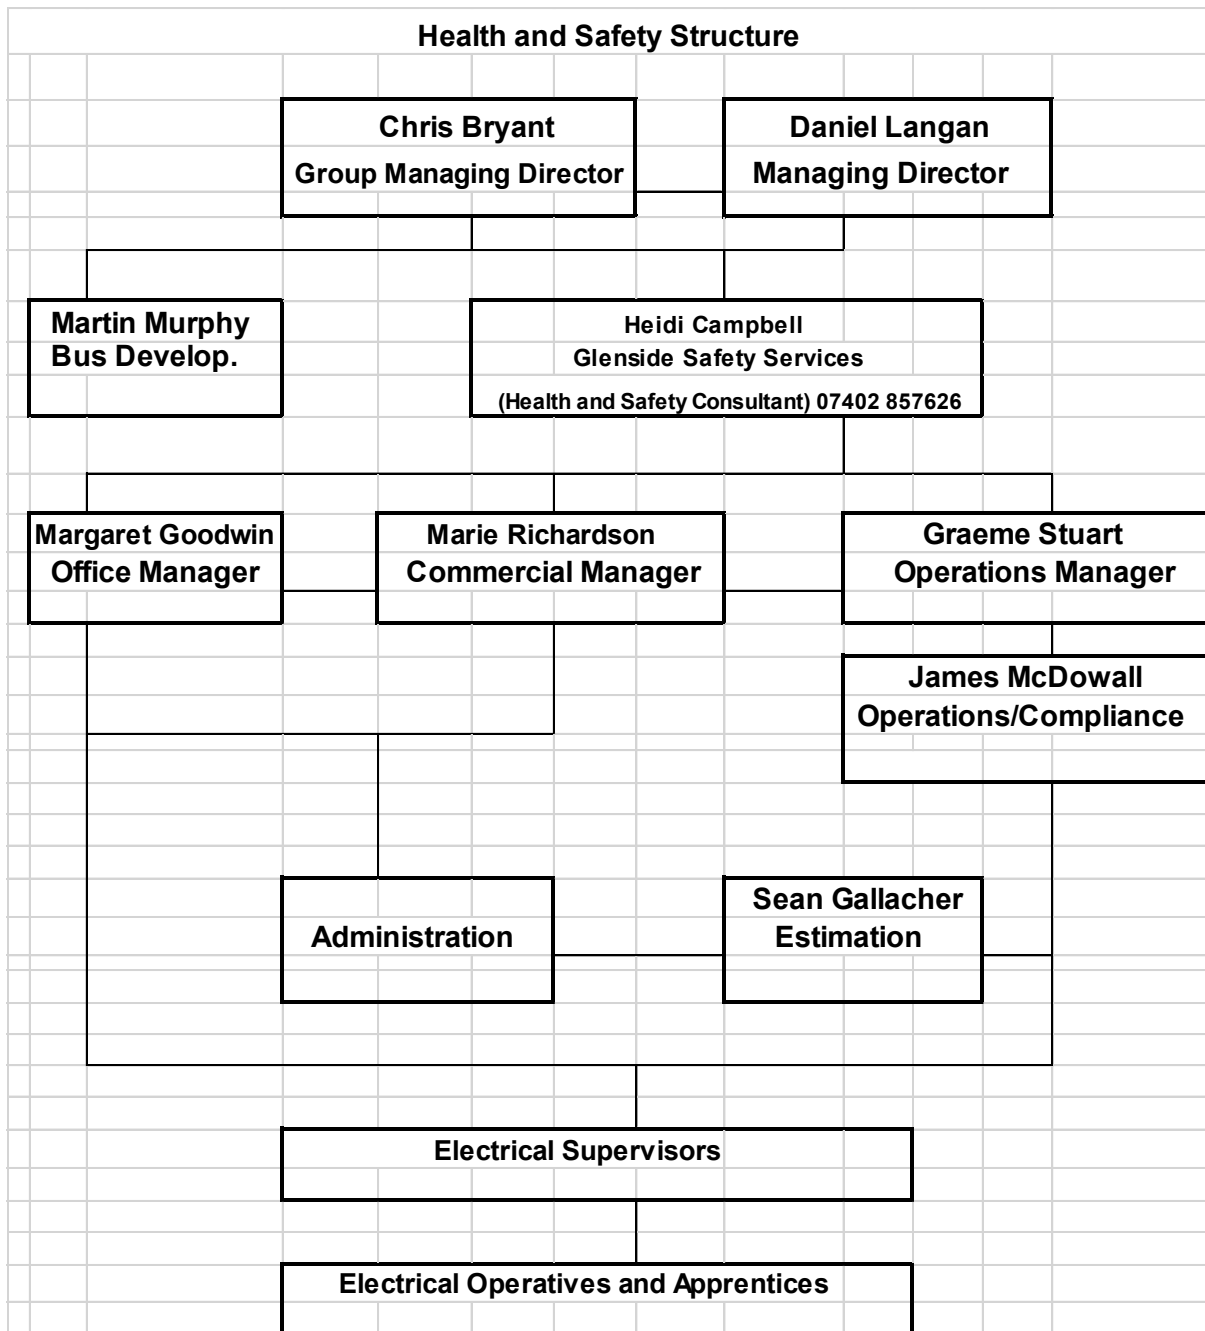 Health and Safety Structure
Chris Bryant
Group Managing Director
Daniel Langan
Managing Director
Martin Murphy
Bus Develop.
Heidi Campbell
Glenside Safety Services
(Health and Safety Consultant) 07402 857626
Margaret Goodwin
Office Manager
Marie Richardson
Commercial Manager
Graeme Stuart
Operations Manager
James McDowall
Operations/Compliance
Administration
Sean Gallacher
Estimation
Electrical Supervisors
Electrical Operatives and Apprentices